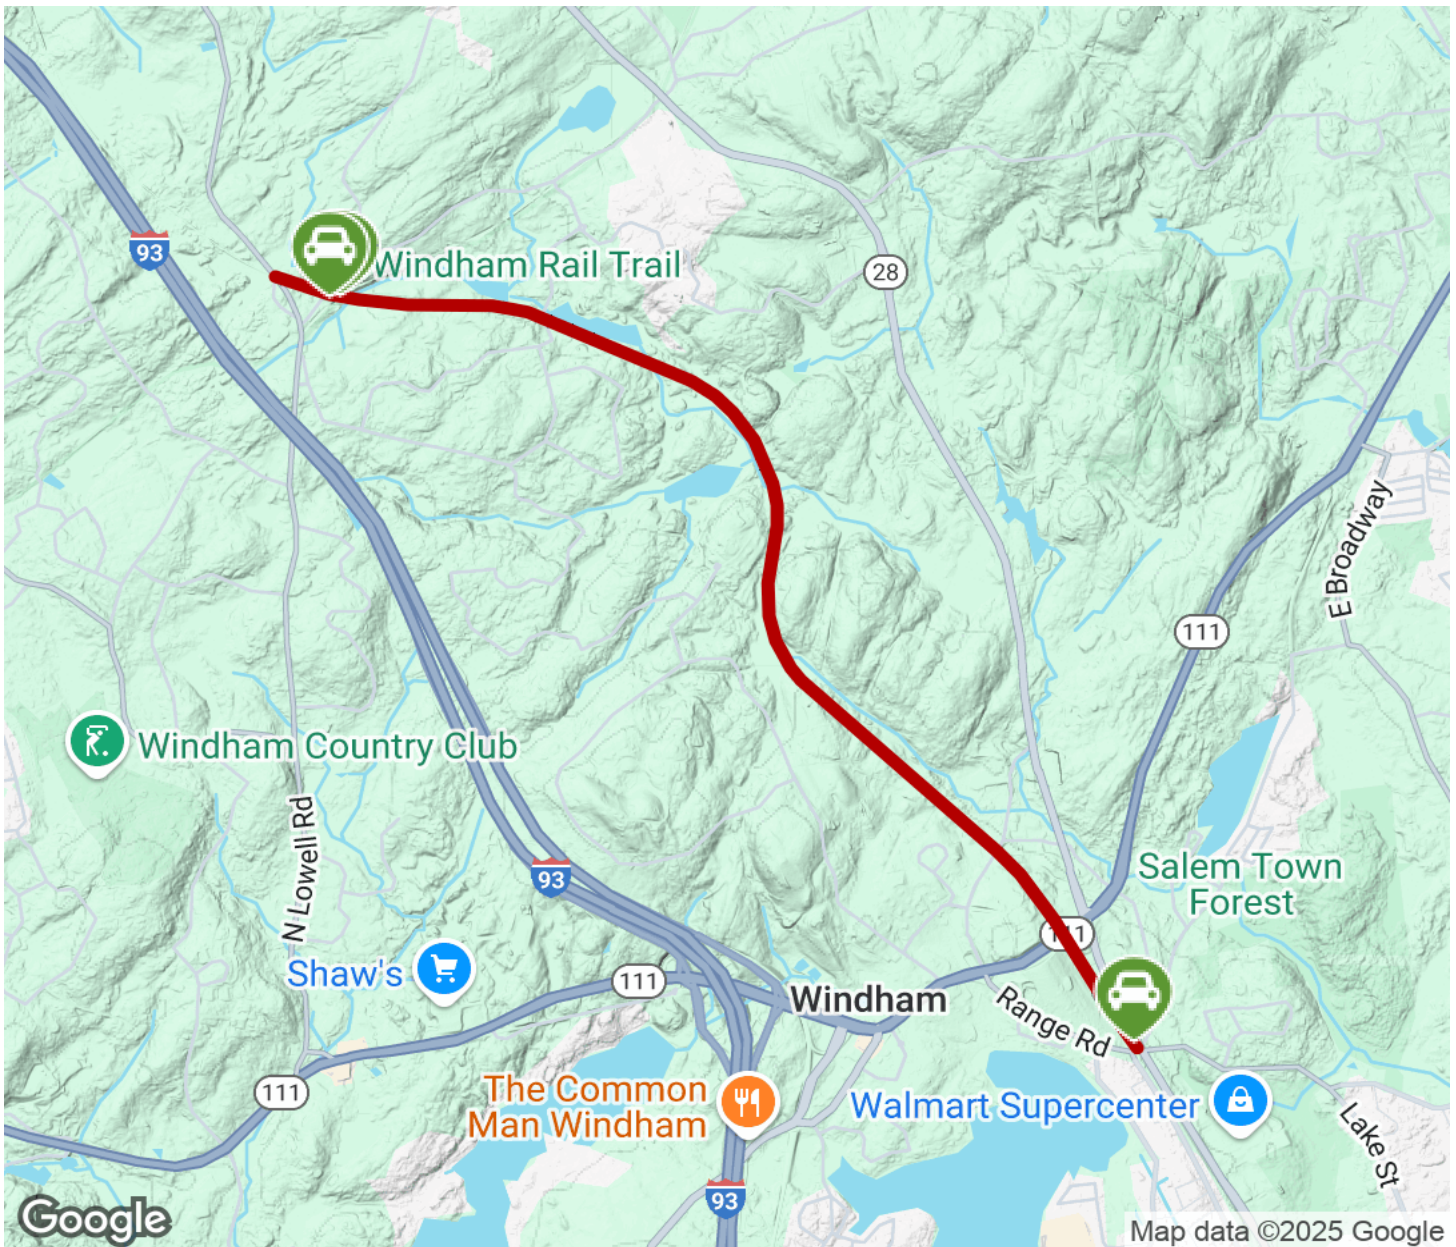 93
Windham Rail Trail
28
E Broadway
111
Windham Country Club
N Lowell Rd
93
Salem Town
Forest
111
Shaw's
111
Windham
Range Rd
The Common
Man Windham
Walmart Supercenter
111
Lake St
93
Google
Map data ©2025 Google